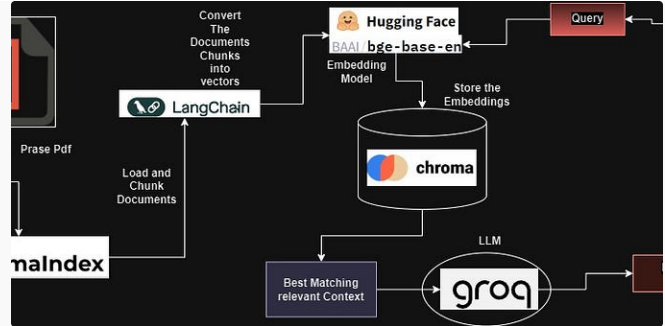 Convert
The
Documents
Chunks
into
vectors
Hugging Face
BAAI/bge-base-en
Embedding
Model
Query
LangChain
Store the
Embeddings
Prase Pdf
chroma
Load and
Chunk
Documents
maIndex
LLM
Best Matching
relevant Context
groq